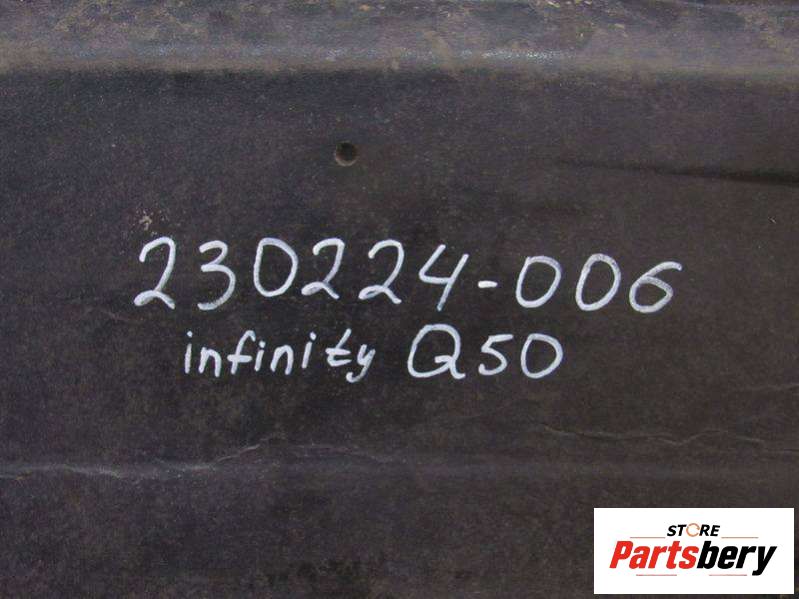 230224-006
infinity Q50
STORE
Partsbery